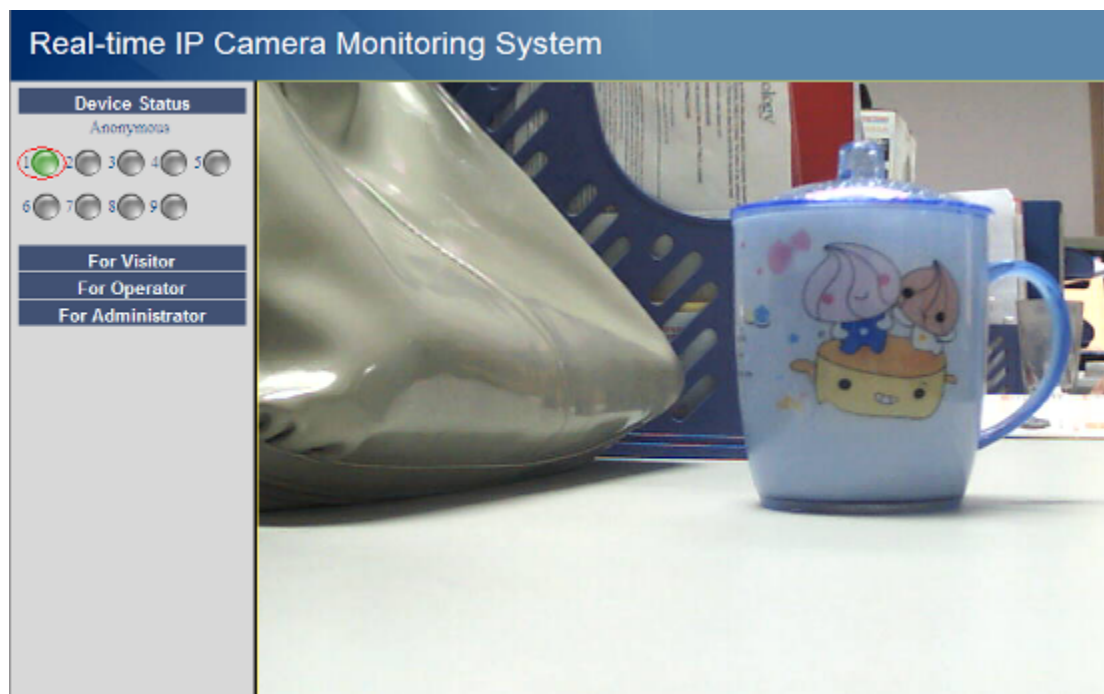 Real-time IP Camera Monitoring System
Device Status
Anonymous
1 2 3 4 5
6 7 8 9
For Visitor
For Operator
For Administrator
ology